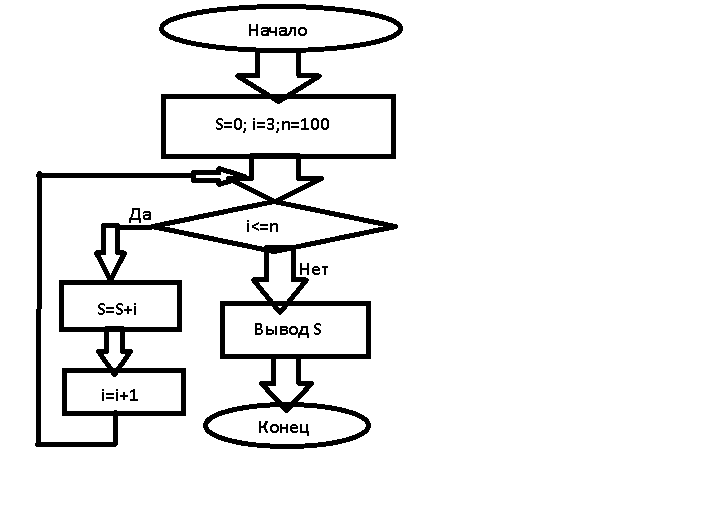 Начало
S=0; i=3;n=100
i<=n
Да
Нет
S=S+i
Вывод S
i=i+1
Конец